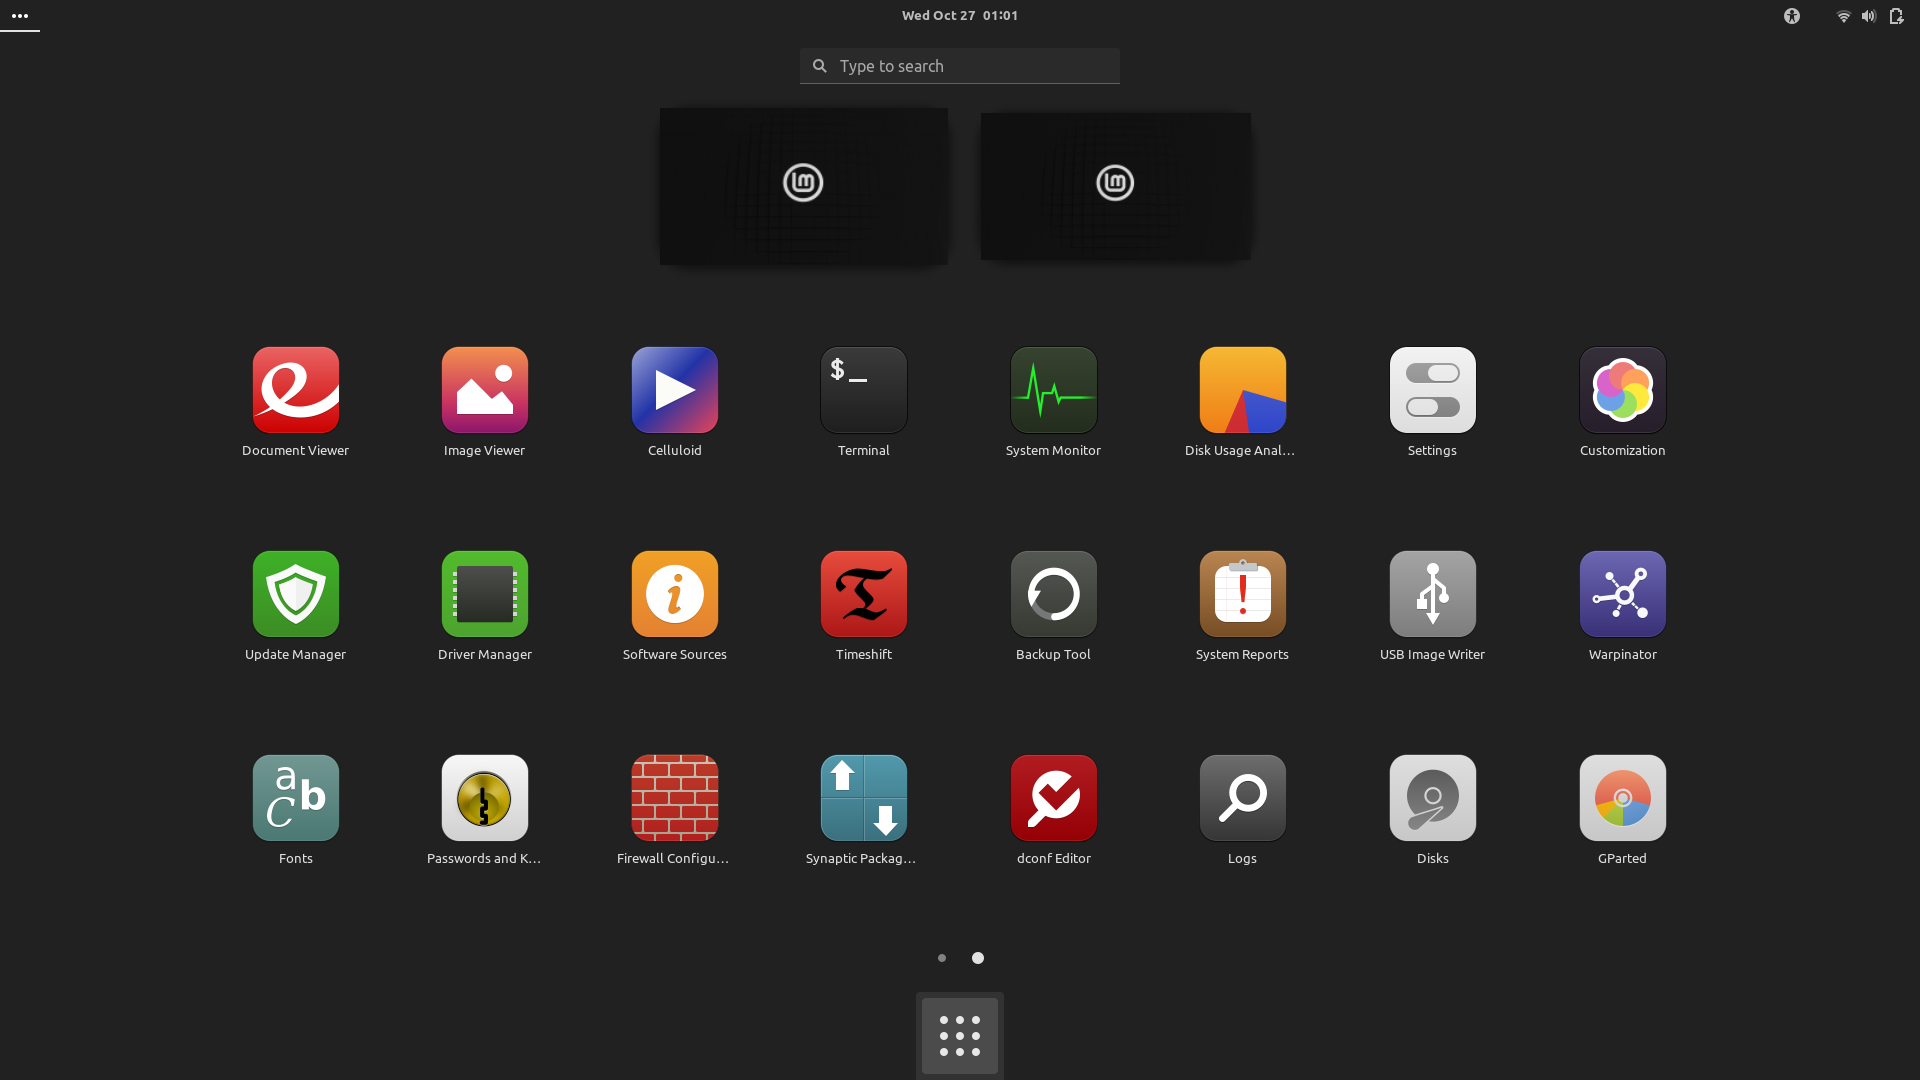 Wed Oct 27 01:01
Type to search
Document Viewer
Image Viewer
Celluloid
$_
Terminal
System Monitor
Disk Usage Anal…
Settings
Customization
Update Manager
Driver Manager
Software Sources
Timeshift
Backup Tool
System Reports
USB Image Writer
Warpinator
Fonts
Passwords and K…
Firewall Configu…
Synaptic Packag…
dconf Editor
Logs
Disks
GParted